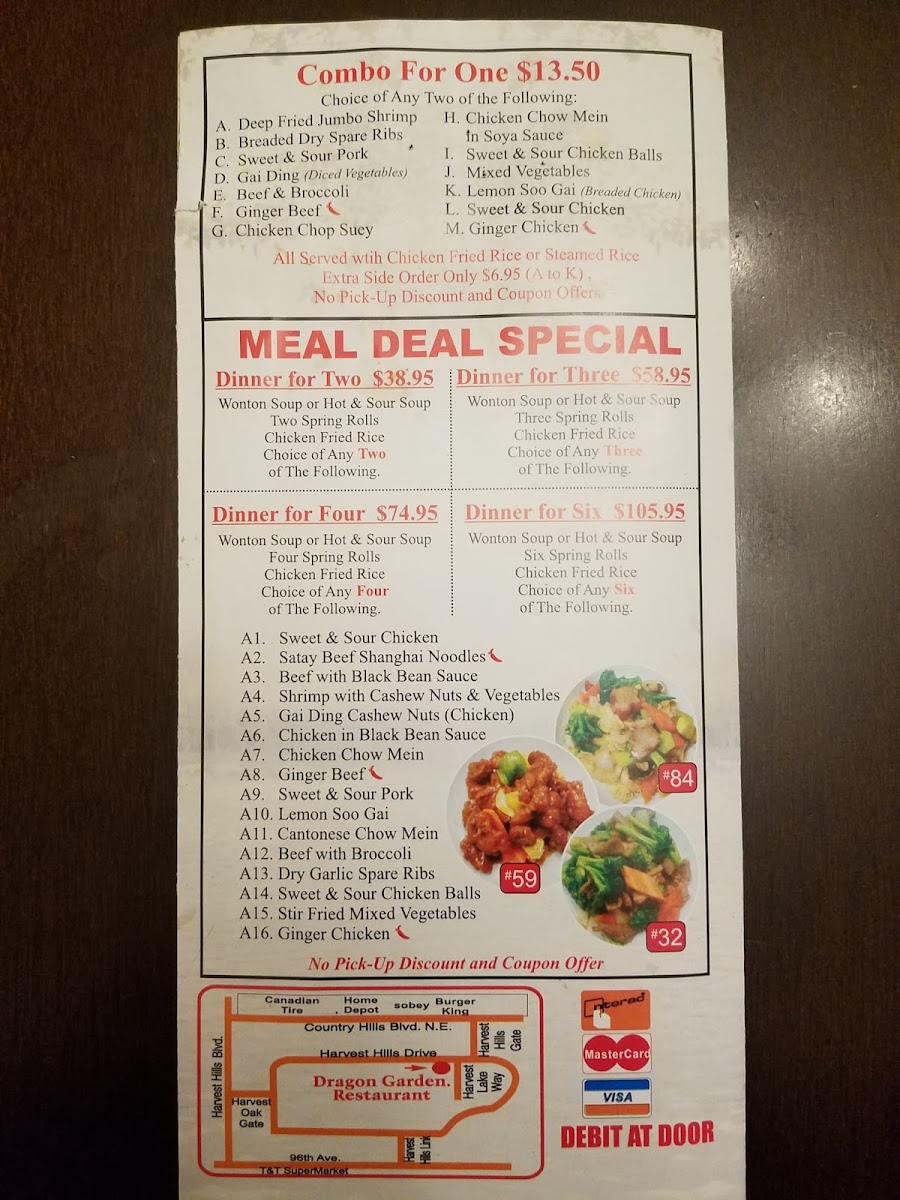 Combo For One $13.50
Choice of Any Two of the Following:
A. Deep Fried Jumbo Shrimp
B. Breaded Dry Spare Ribs
C. Sweet & Sour Pork
D. Gai Ding (Diced Vegetables)
E. Beef & Broccoli
F. Ginger Beef
G. Chicken Chop Suey
H. Chicken Chow Mein
In Soya Sauce
I. Sweet & Sour Chicken Balls
J. Mixed Vegetables
K. Lemon Soo Gai (Breaded Chicken)
L. Sweet & Sour Chicken
M. Ginger Chicken
All Served wtih Chicken Fried Rice or Steamed Rice
Extra Side Order Only $6.95 (A to K) .
No Pick-Up Discount and Coupon Offers
MEAL DEAL SPECIAL
Dinner for Two $38.95
Wonton Soup or Hot & Sour Soup
Two Spring Rolls
Chicken Fried Rice
Choice of Any Two
of The Following.
Dinner for Three $58.95
Wonton Soup or Hot & Sour Soup
Three Spring Rolls
Chicken Fried Rice
Choice of Any Three
of The Following.
Dinner for Four $74.95
Wonton Soup or Hot & Sour Soup
Four Spring Rolls
Chicken Fried Rice
Choice of Any Four
of The Following.
Dinner for Six $105.95
Wonton Soup or Hot & Sour Soup
Six Spring Rolls
Chicken Fried Rice
Choice of Any Six
of The Following.
A1. Sweet & Sour Chicken
A2. Satay Beef Shanghai Noodles
A3. Beef with Black Bean Sauce
A4. Shrimp with Cashew Nuts & Vegetables
A5. Gai Ding Cashew Nuts (Chicken)
A6. Chicken in Black Bean Sauce
A7. Chicken Chow Mein
A8. Ginger Beef
A9. Sweet & Sour Pork
A10. Lemon Soo Gai
A11. Cantonese Chow Mein
A12. Beef with Broccoli
A13. Dry Garlic Spare Ribs
A14. Sweet & Sour Chicken Balls
A15. Stir Fried Mixed Vegetables
A16. Ginger Chicken
#84
#59
#32
No Pick-Up Discount and Coupon Offer
Canadian Tire
Home Depot
sobey
Burger King
Country Hills Blvd. N.E.
Harvest Hills Drive
Harvest Hills Gate
Harvest Hills Blvd.
Dragon Garden.
Restaurant
Harvest Lake Way
Harvest Oak Gate
Harvest Hills Link
96th Ave.
T&T SuperMarket
Interac
MasterCard
VISA
DEBIT AT DOOR